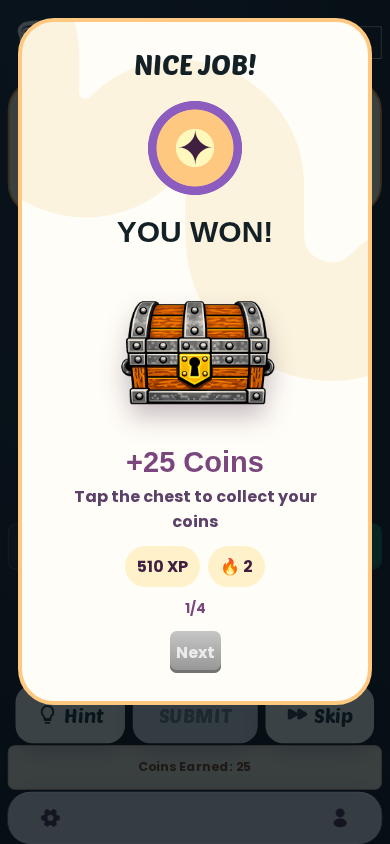 NICE JOB!
YOU WON!
+25 Coins
Tap the chest to collect your
coins
510 XP
🔥 2
1/4
Next
Hint
SUBMIT
Skip
Coins Earned: 25